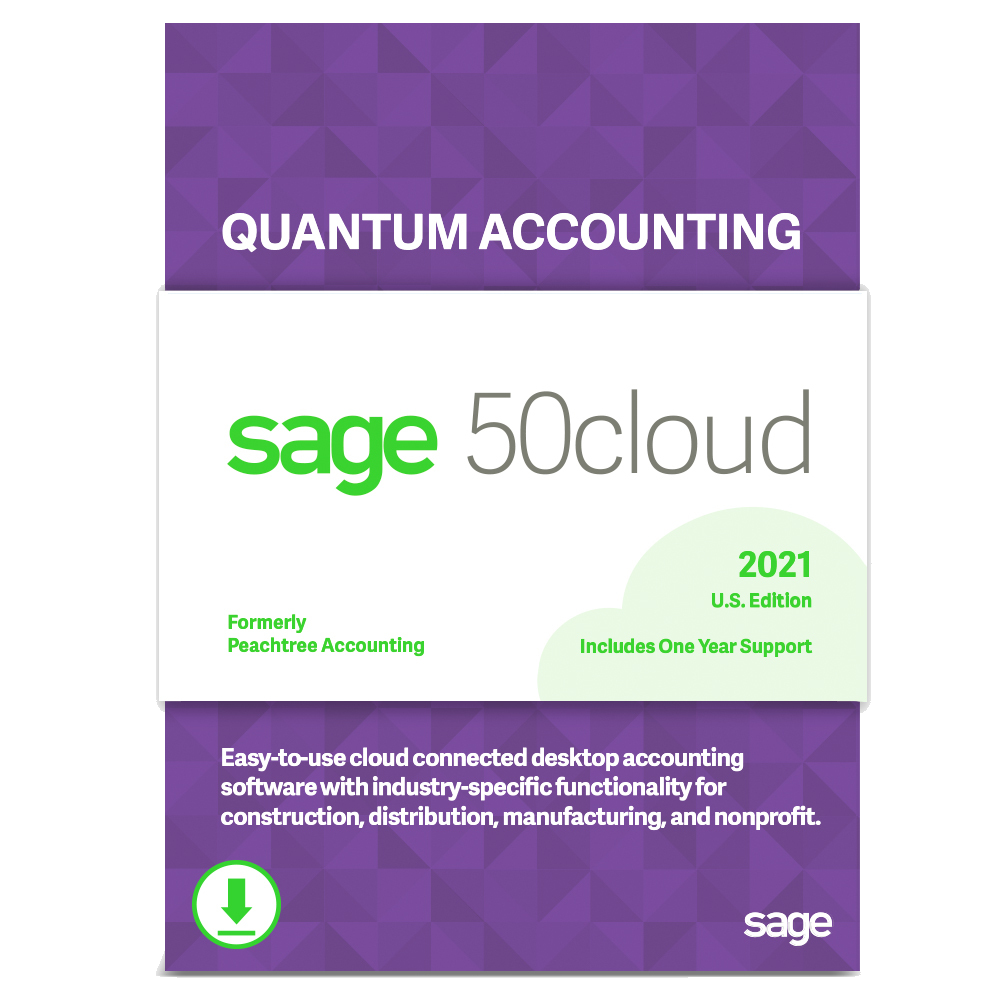 QUANTUM ACCOUNTING
sage 50cloud
2021
U.S. Edition
Formerly
Peachtree Accounting
Includes One Year Support
Easy-to-use cloud connected desktop accounting
software with industry-specific functionality for
construction, distribution, manufacturing, and nonprofit.
sage